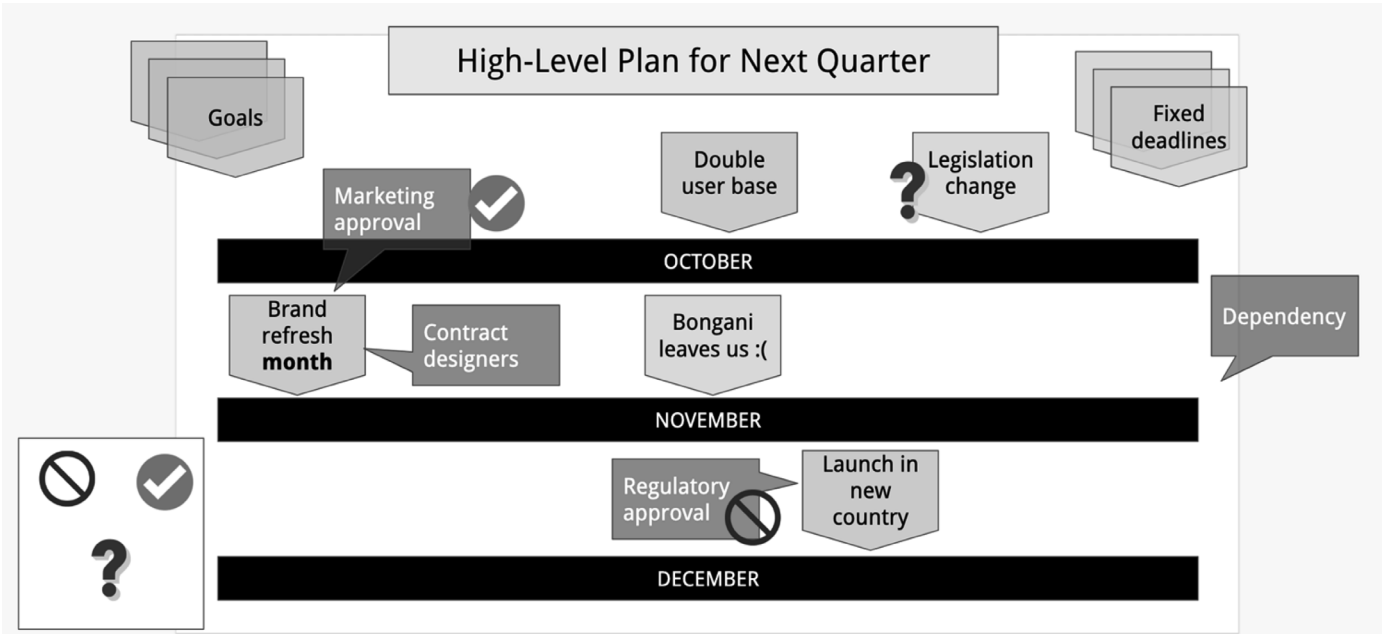 High-Level Plan for Next Quarter
Goals
Fixed
deadlines
Marketing
approval
Double
user base
Legislation
change
?
OCTOBER
Brand
refresh
month
Contract
designers
Bongani
leaves us :(
Dependency
NOVEMBER
Regulatory
approval
Launch in
new
country
?
DECEMBER